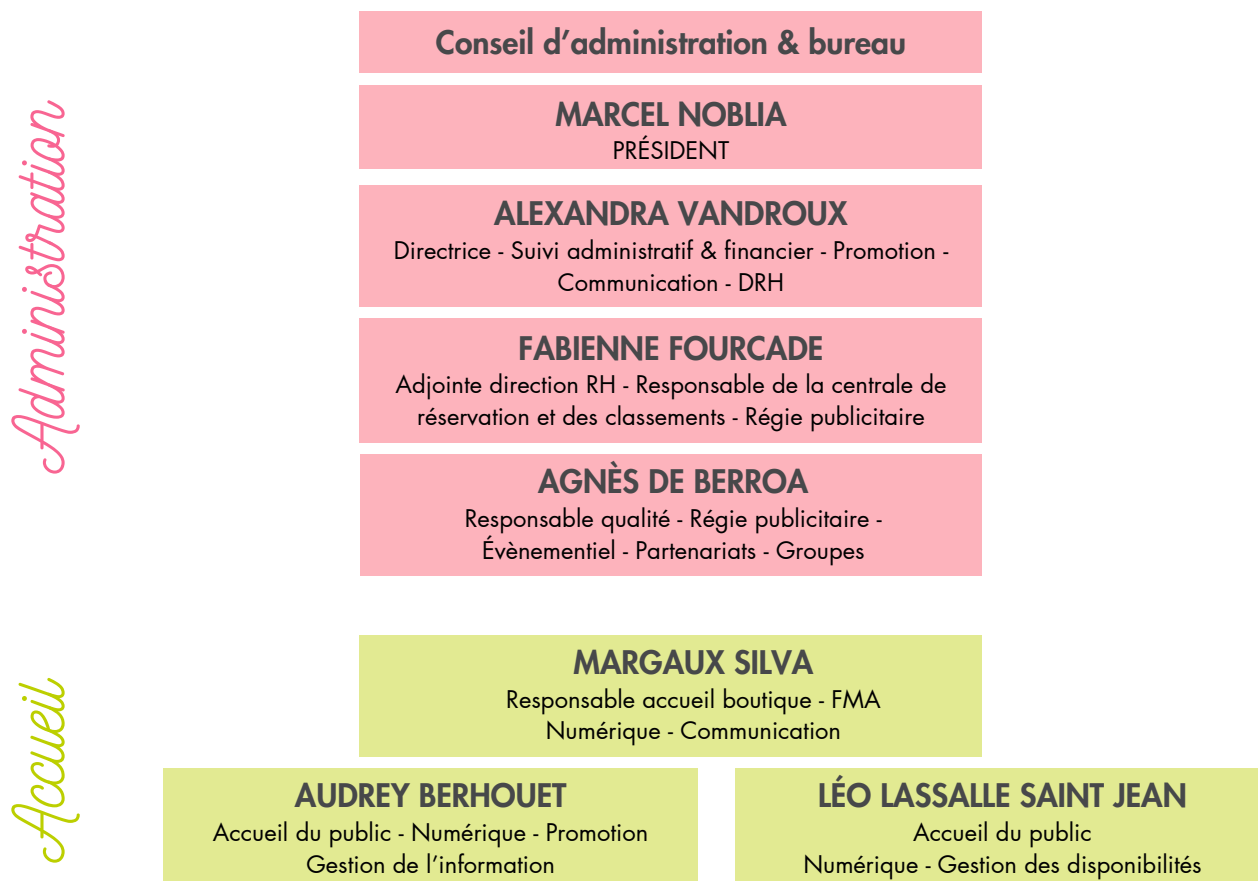 Administration
Conseil d’administration & bureau
MARCEL NOBLIA
PRÉSIDENT
ALEXANDRA VANDROUX
Directrice - Suivi administratif & financier - Promotion -
Communication - DRH
FABIENNE FOURCADE
Adjointe direction RH - Responsable de la centrale de
réservation et des classements - Régie publicitaire
AGNÈS DE BERROA
Responsable qualité - Régie publicitaire -
Évènementiel - Partenariats - Groupes
Accueil
MARGAUX SILVA
Responsable accueil boutique - FMA
Numérique - Communication
AUDREY BERHOUET
Accueil du public - Numérique - Promotion
Gestion de l’information
LÉO LASSALLE SAINT JEAN
Accueil du public
Numérique - Gestion des disponibilités